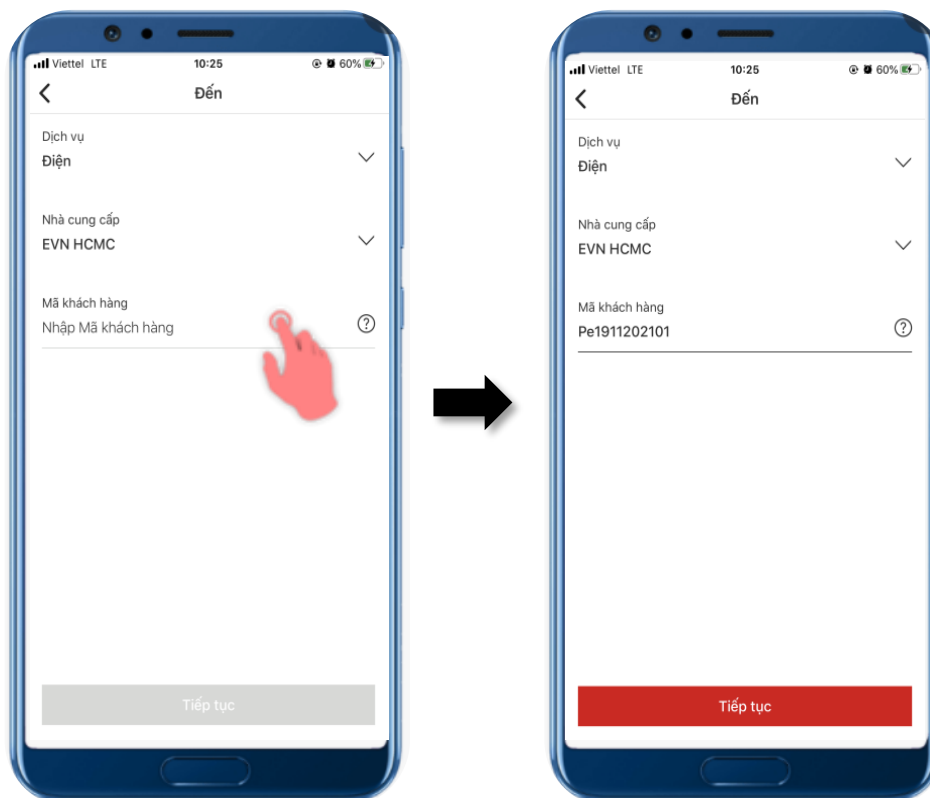 Viettel LTE 10:25 60%
Đến
Dịch vụ
Điện
Nhà cung cấp
EVN HCMC
Mã khách hàng
Nhập Mã khách hàng
Tiếp tục
Viettel LTE 10:25 60%
Đến
Dịch vụ
Điện
Nhà cung cấp
EVN HCMC
Mã khách hàng
Pe1911202101
Tiếp tục